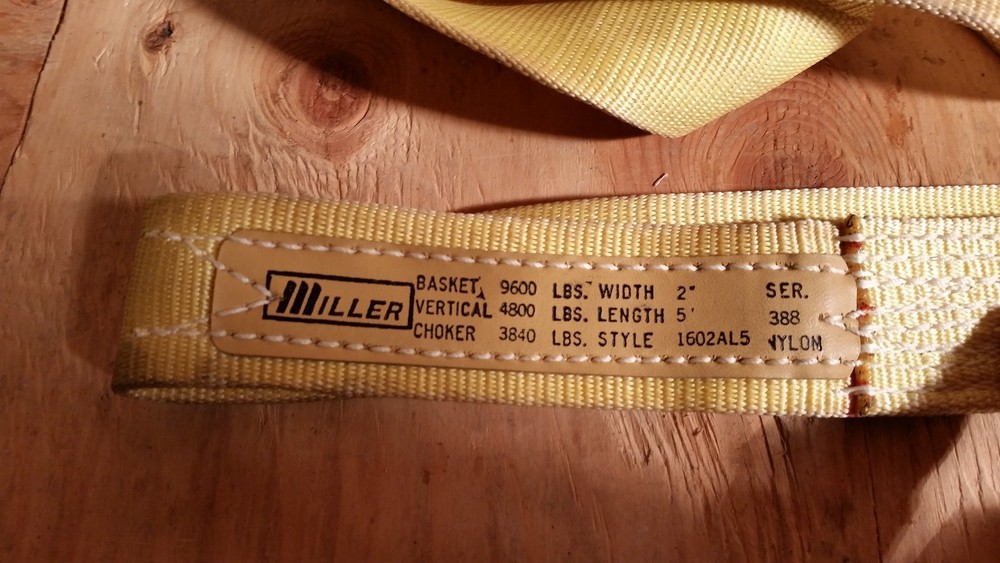 MILLER
BASKET 9600 LBS. WIDTH 2" SER.
VERTICAL 4800 LBS. LENGTH 5' 388
CHOKER 3840 LBS. STYLE 1602AL5 NYLON